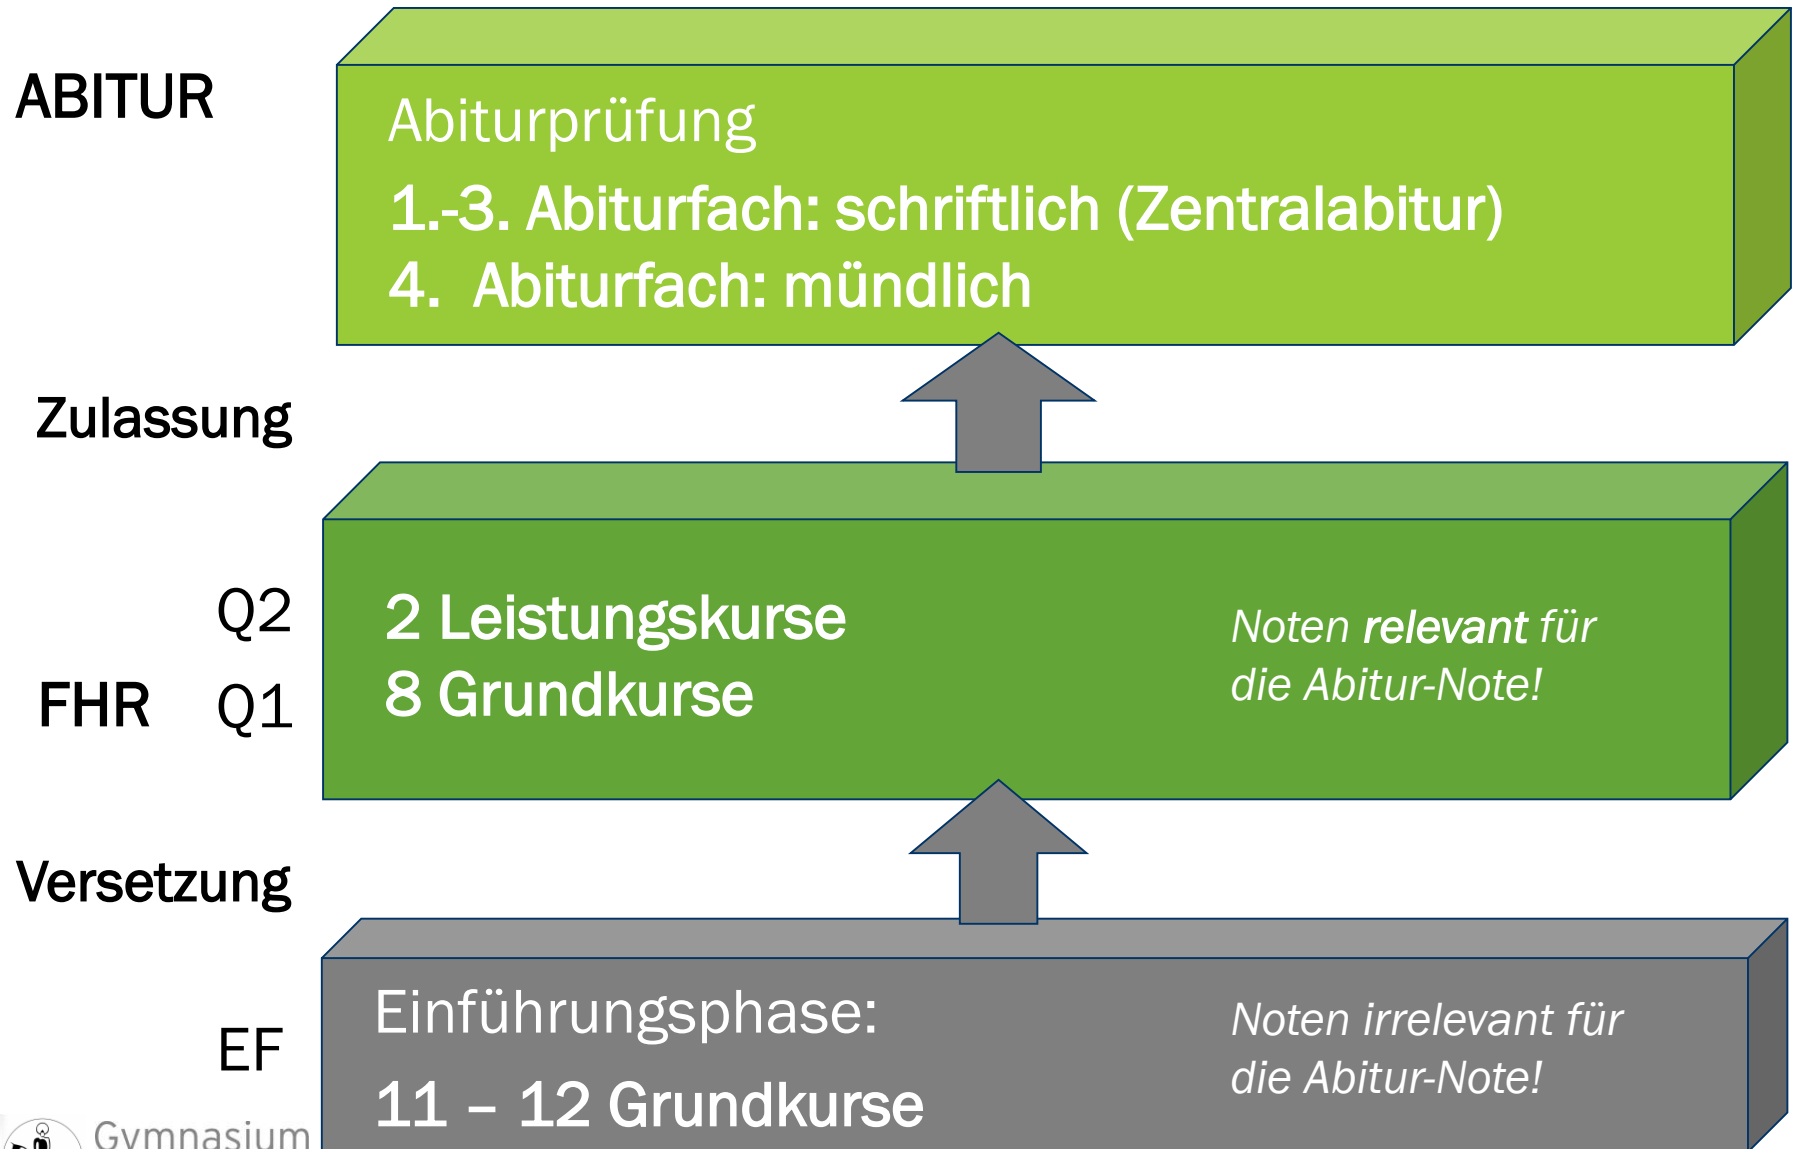 ABITUR
Abiturprüfung
1.-3. Abiturfach: schriftlich (Zentralabitur)
4. Abiturfach: mündlich
Zulassung
Q2
2 Leistungskurse
FHR Q1
8 Grundkurse
Noten relevant für
die Abitur-Note!
Versetzung
EF
Einführungsphase:
11 – 12 Grundkurse
Noten irrelevant für
die Abitur-Note!
Gymnasium